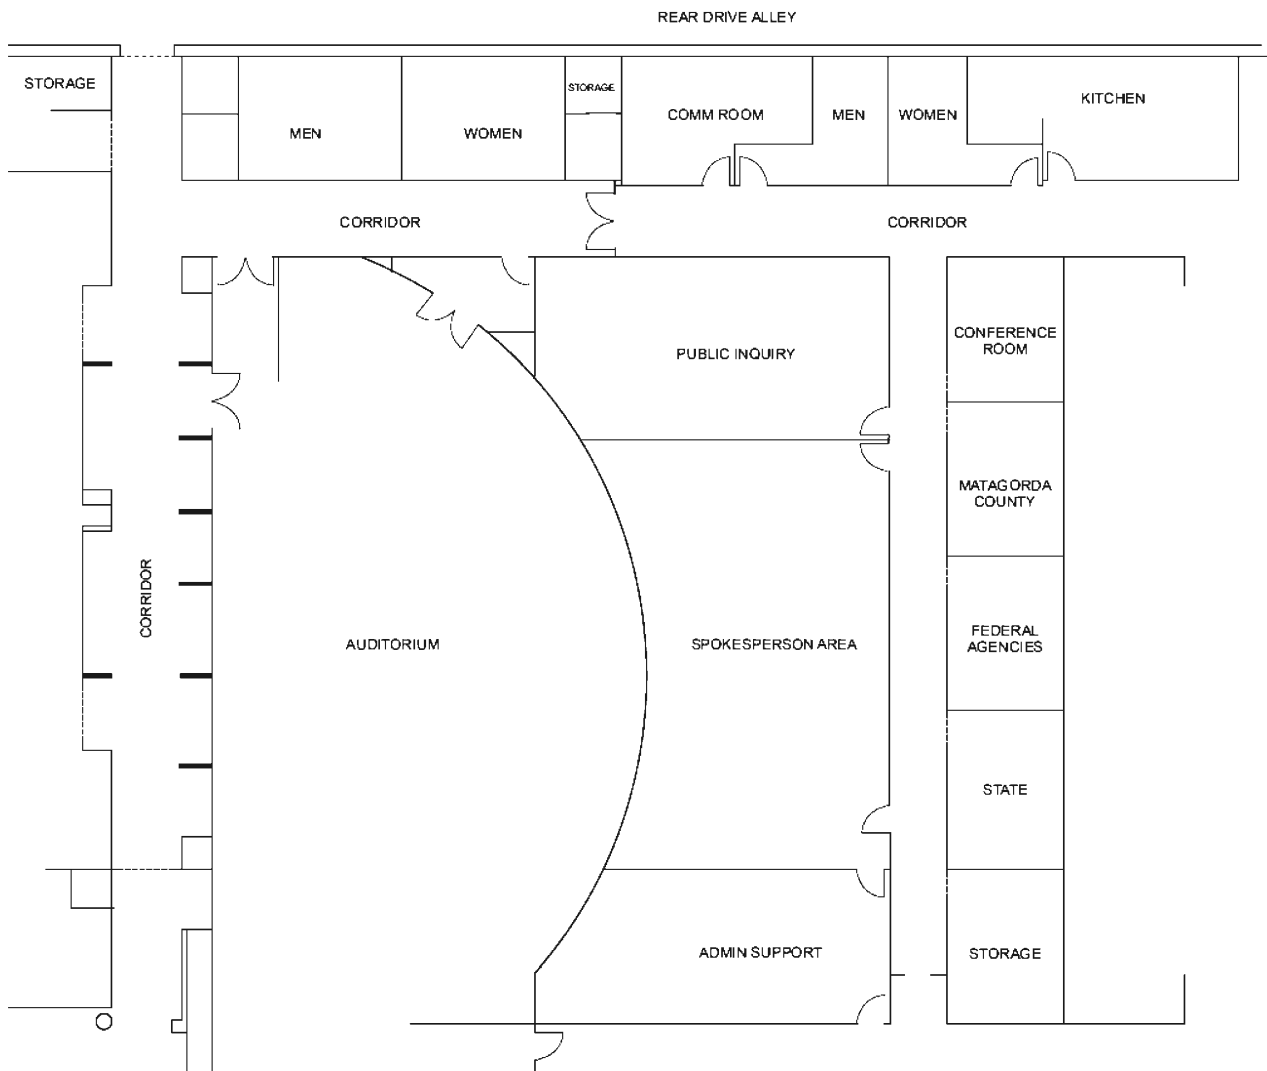 REAR DRIVE ALLEY
STORAGE
MEN
WOMEN
STORAGE
COMM ROOM
MEN
WOMEN
KITCHEN
CORRIDOR
CORRIDOR
PUBLIC INQUIRY
CONFERENCE
ROOM
MATAGORDA
COUNTY
CORRIDOR
AUDITORIUM
SPOKESPERSON AREA
FEDERAL
AGENCIES
STATE
ADMIN SUPPORT
STORAGE